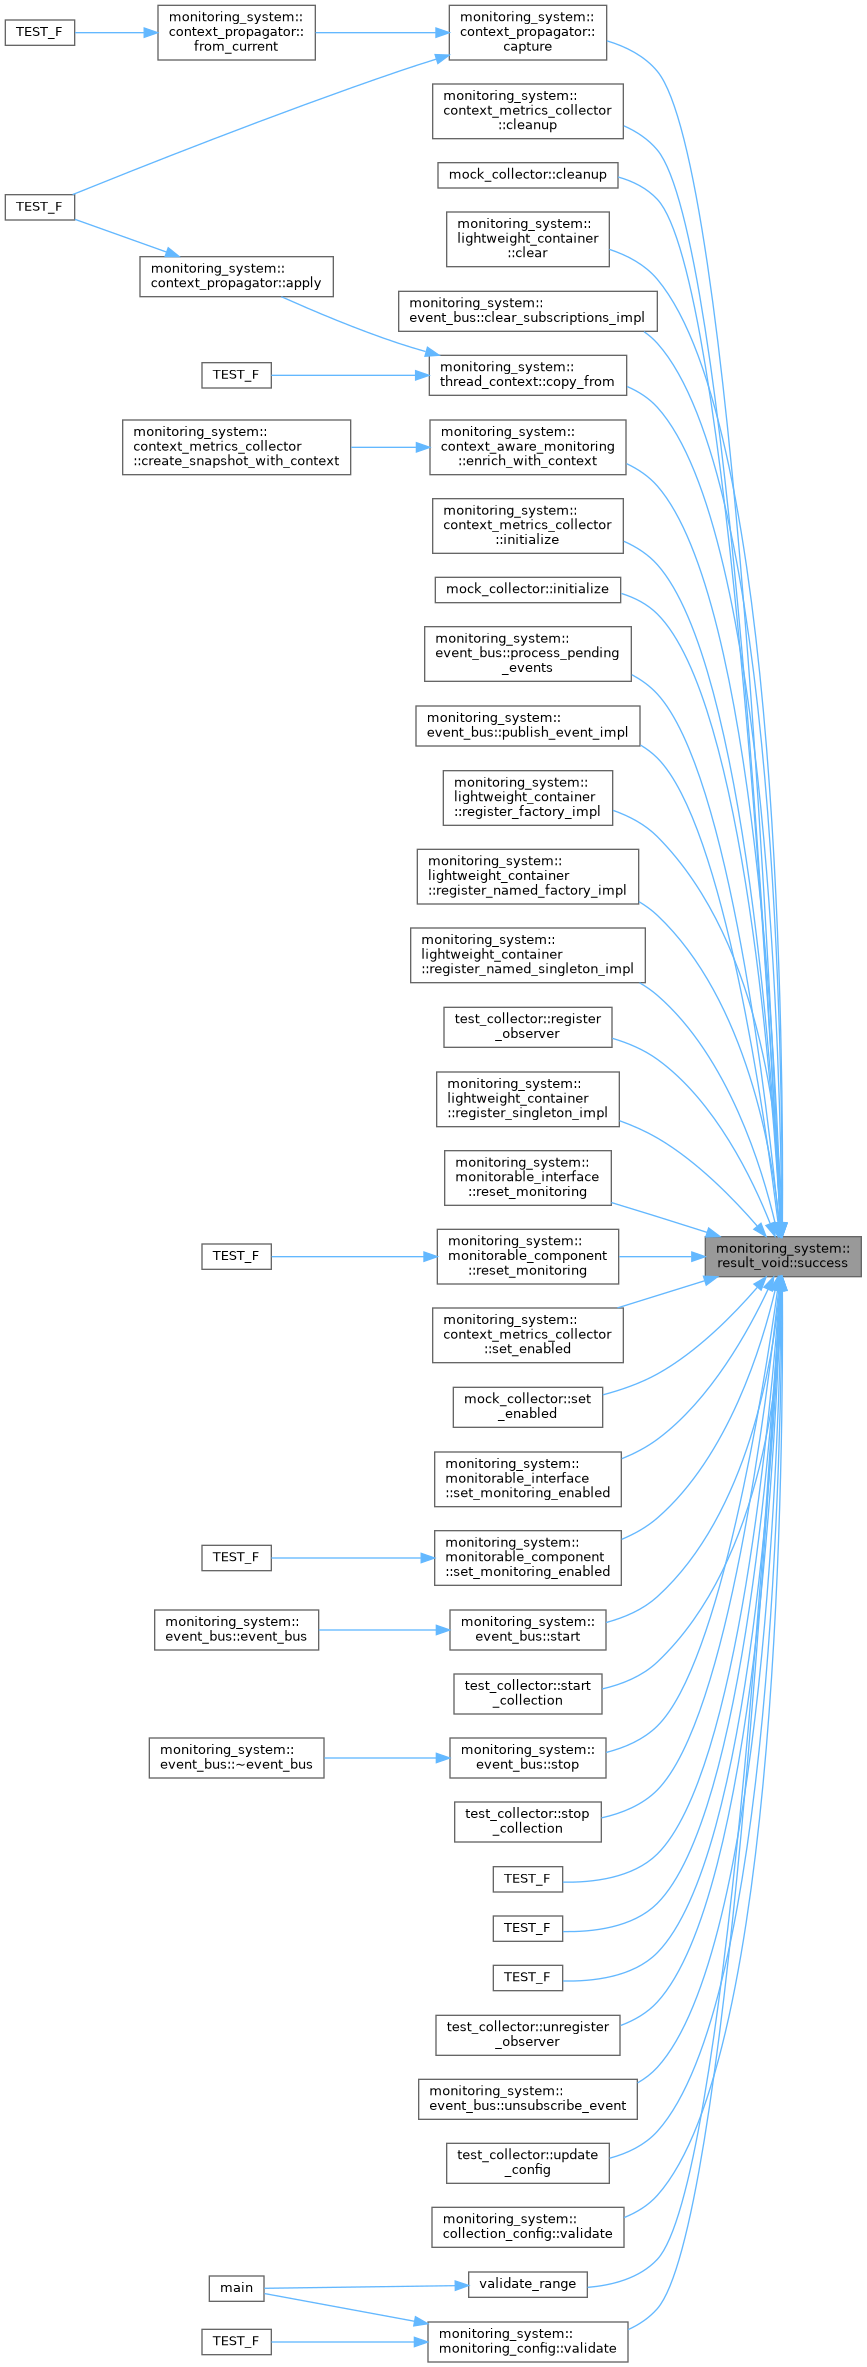 TEST_F
monitoring_system::
context_propagator::
from_current
monitoring_system::
context_propagator::
capture
monitoring_system::
context_metrics_collector
::cleanup
mock_collector::cleanup
TEST_F
monitoring_system::
lightweight_container
::clear
monitoring_system::
context_propagator::apply
monitoring_system::
event_bus::clear_subscriptions_impl
TEST_F
monitoring_system::
thread_context::copy_from
monitoring_system::
context_metrics_collector
::create_snapshot_with_context
monitoring_system::
context_aware_monitoring
::enrich_with_context
monitoring_system::
context_metrics_collector
::initialize
mock_collector::initialize
monitoring_system::
event_bus::process_pending
_events
monitoring_system::
event_bus::publish_event_impl
monitoring_system::
lightweight_container
::register_factory_impl
monitoring_system::
lightweight_container
::register_named_factory_impl
monitoring_system::
lightweight_container
::register_named_singleton_impl
test_collector::register
_observer
monitoring_system::
lightweight_container
::register_singleton_impl
monitoring_system::
monitorable_interface
::reset_monitoring
TEST_F
monitoring_system::
monitorable_component
::reset_monitoring
monitoring_system::
result_void::success
monitoring_system::
context_metrics_collector
::set_enabled
mock_collector::set
_enabled
monitoring_system::
monitorable_interface
::set_monitoring_enabled
TEST_F
monitoring_system::
monitorable_component
::set_monitoring_enabled
monitoring_system::
event_bus::event_bus
monitoring_system::
event_bus::start
test_collector::start
_collection
monitoring_system::
event_bus::~event_bus
monitoring_system::
event_bus::stop
test_collector::stop
_collection
TEST_F
TEST_F
TEST_F
test_collector::unregister
_observer
monitoring_system::
event_bus::unsubscribe_event
test_collector::update
_config
monitoring_system::
collection_config::validate
main
validate_range
TEST_F
monitoring_system::
monitoring_config::validate